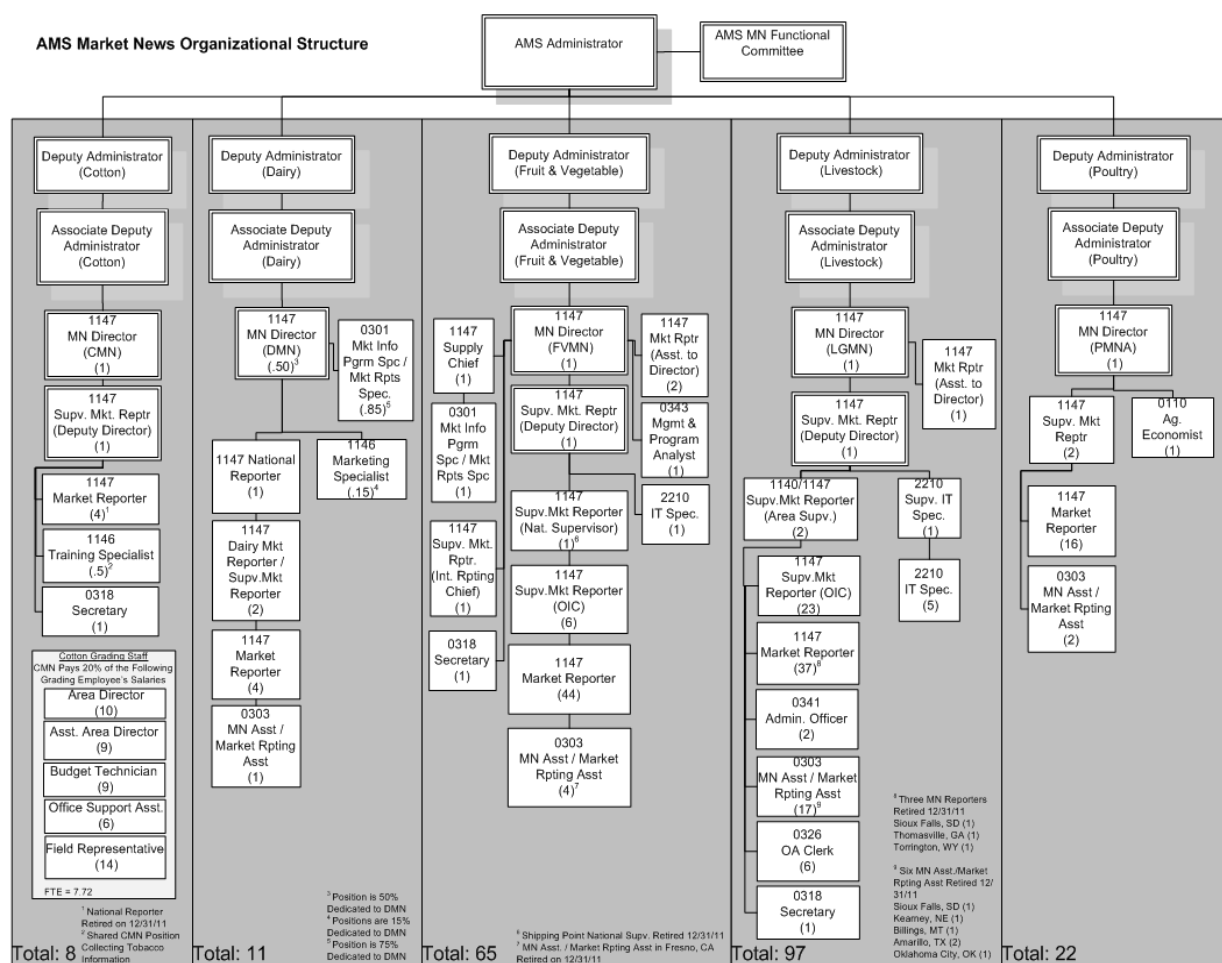 AMS Market News Organizational Structure
AMS Administrator
AMS MN Functional
Committee
Deputy Administrator
(Cotton)
Associate Deputy
Administrator
(Cotton)
1147
MN Director
(CMN)
(1)
1147
Supv. Mkt. Reptr
(Deputy Director)
(1)
1147
Market Reporter
(4)1
1146
Training Specialist
(.5)2
0318
Secretary
(1)
Cotton Grading Staff
CMN Pays 20% of the Following
Grading Employee's Salaries
Area Director
(10)
Asst. Area Director
(9)
Budget Technician
(9)
Office Support Asst.
(6)
Field Representative
(14)
FTE = 7.72
1 National Reporter
Retired on 12/31/11
2 Shared CMN Position
Collecting Tobacco
Information
Total: 8
Deputy Administrator
(Dairy)
Associate Deputy
Administrator
(Dairy)
1147
MN Director
(DMN)
(.50)3
0301
Mkt Info
Pgrm Spc /
Mkt Rpts
Spec.
(.85)5
1147 National
Reporter
(1)
1146
Marketing
Specialist
(.15)4
1147
Dairy Mkt
Reporter /
Supv.Mkt
Reporter
(2)
1147
Market
Reporter
(4)
0303
MN Asst /
Market Rpting
Asst
(1)
3 Position is 50%
Dedicated to DMN
4 Positions are 15%
Dedicated to DMN
5 Position is 75%
Dedicated to DMN
Total: 11
Deputy Administrator
(Fruit & Vegetable)
Associate Deputy
Administrator
(Fruit & Vegetable)
1147
Supply
Chief
(1)
1147
MN Director
(FVMN)
(1)
1147
Mkt Rptr
(Asst. to
Director)
(2)
0301
Mkt Info
Pgrm
Spc / Mkt
Rpts Spc
(1)
1147
Supv. Mkt. Reptr
(Deputy Director)
(1)
0343
Mgmt &
Program
Analyst
(1)
1147
Supv.Mkt Reporter
(Nat. Supervisor)
(1)6
2210
IT Spec.
(1)
1147
Supv. Mkt.
Rptr.
(Int. Rpting
Chief)
(1)
1147
Supv.Mkt Reporter
(OIC)
(6)
0318
Secretary
(1)
1147
Market Reporter
(44)
0303
MN Asst / Market
Rpting Asst
(4)7
6 Shipping Point National Supv. Retired 12/31/11
7 MN Asst. / Market Rpting Asst in Fresno, CA
Retired on 12/31/11
Total: 65
Deputy Administrator
(Livestock)
Associate Deputy
Administrator
(Livestock)
1147
MN Director
(LGMN)
(1)
1147
Mkt Rptr
(Asst. to
Director)
(1)
1147
Supv. Mkt. Reptr
(Deputy Director)
(1)
1140/1147
Supv.Mkt Reporter
(Area Supv.)
(2)
2210
Supv. IT
Spec.
(1)
1147
Supv.Mkt
Reporter (OIC)
(23)
2210
IT Spec.
(5)
1147
Market Reporter
(37)8
0341
Admin. Officer
(2)
0303
MN Asst / Market
Rpting Asst
(17)9
0326
OA Clerk
(6)
0318
Secretary
(1)
8 Three MN Reporters
Retired 12/31/11
Sioux Falls, SD (1)
Thomasville, GA (1)
Torrington, WY (1)
9 Six MN Asst./Market
Rpting Asst Retired 12/
31/11
Sioux Falls, SD (1)
Kearney, NE (1)
Billings, MT (1)
Amarillo, TX (2)
Oklahoma City, OK (1)
Total: 97
Deputy Administrator
(Poultry)
Associate Deputy
Administrator
(Poultry)
1147
MN Director
(PMNA)
(1)
1147
Supv. Mkt
Reptr
(2)
0110
Ag.
Economist
(1)
1147
Market
Reporter
(16)
0303
MN Asst /
Market Rpting
Asst
(2)
Total: 22